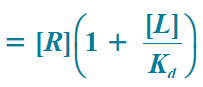 = [R](1 + [L]/K_d)